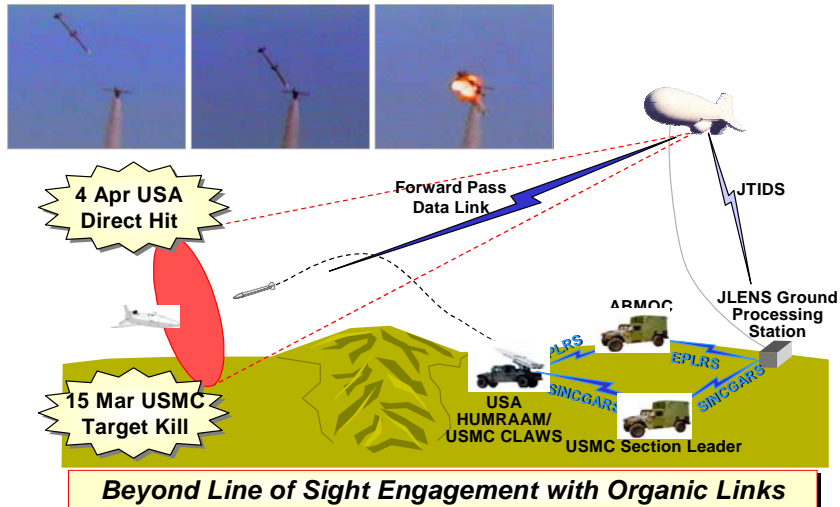 4 Apr USA
Direct Hit
Forward Pass
Data Link
JTIDS
JLENS Ground
Processing
Station
ABMOC
EPLRS
EPLRS
SINCGARS
SINCGARS
15 Mar USMC
Target Kill
USA
HUMRAAM/
USMC CLAWS
USMC Section Leader
Beyond Line of Sight Engagement with Organic Links